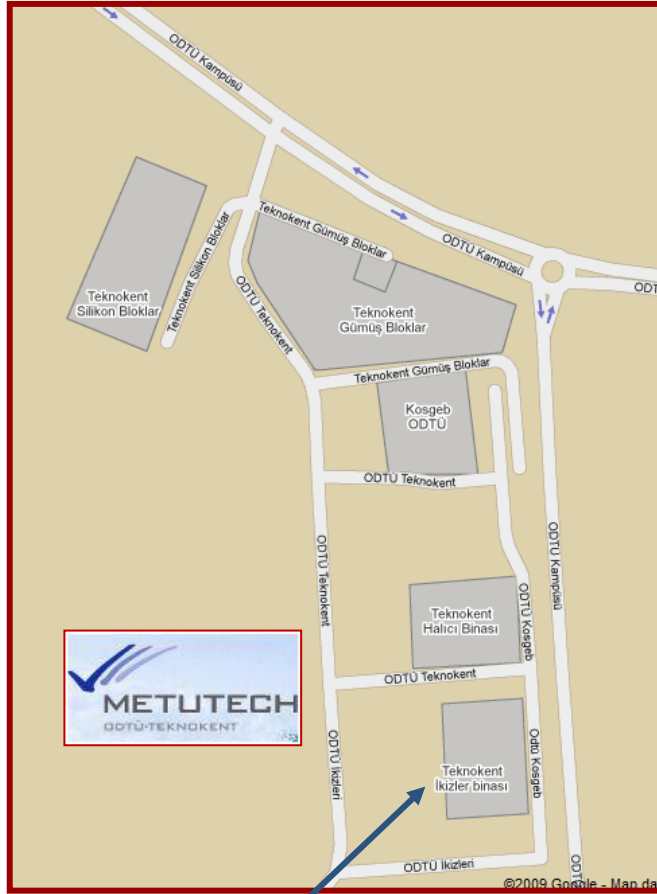 ODTÜ Kampüsü
Teknokent Gümüş Bloklar
ODTÜ Kampüsü
ODTÜ
Teknokent Silikon Bloklar
Teknokent
Silikon Bloklar
ODTÜ Teknokent
Teknokent
Gümüş Bloklar
Teknokent Gümüş Bloklar
Kosgeb
ODTÜ
ODTÜ Teknokent
ODTÜ Teknokent
ODTÜ Kampüsü
ODTÜ Kosgeb
Teknokent
Halıcı Binası
ODTÜ Teknokent
METUTECH
ODTÜ-TEKNOKENT
ODTÜ İkizleri
Teknokent
İkizler binası
Odtü Kosgeb
ODTÜ İkizleri
ODTÜ
©2009 Google - Map da